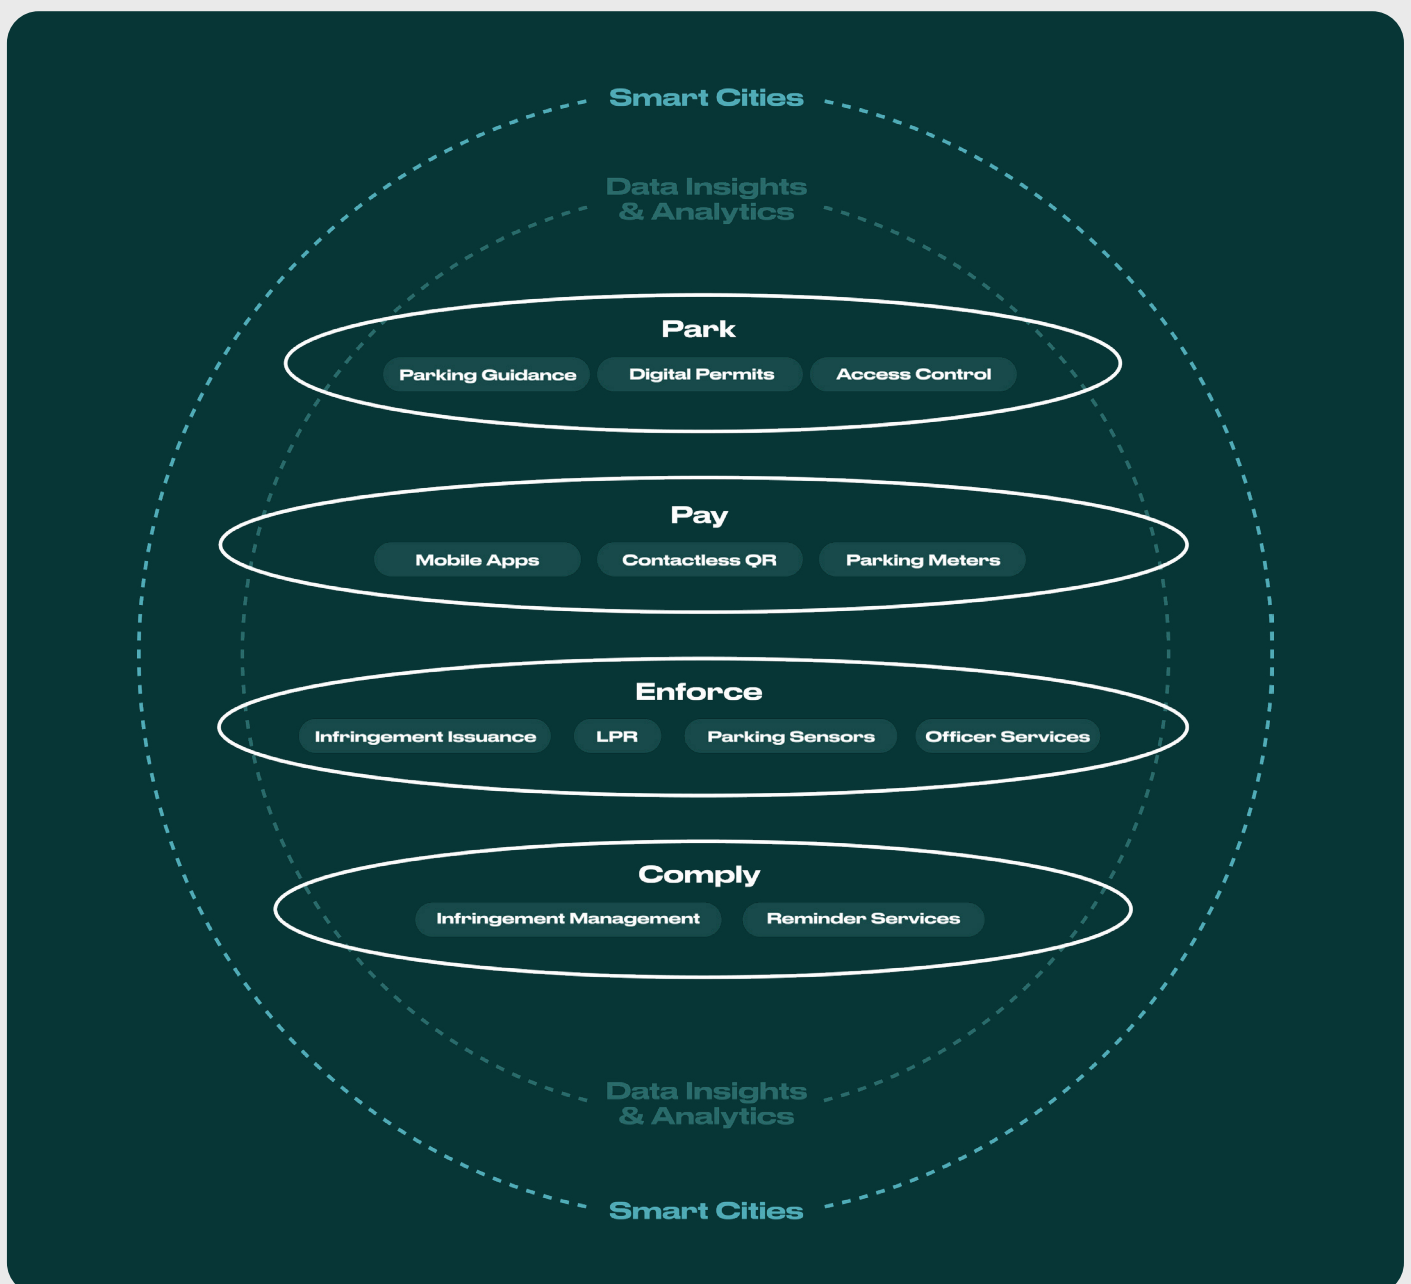 Smart Cities
Data Insights
& Analytics
Park
Parking Guidance
Digital Permits
Access Control
Pay
Mobile Apps
Contactless QR
Parking Meters
Enforce
Infringement Issuance
LPR
Parking Sensors
Officer Services
Comply
Infringement Management
Reminder Services
Data Insights
& Analytics
Smart Cities